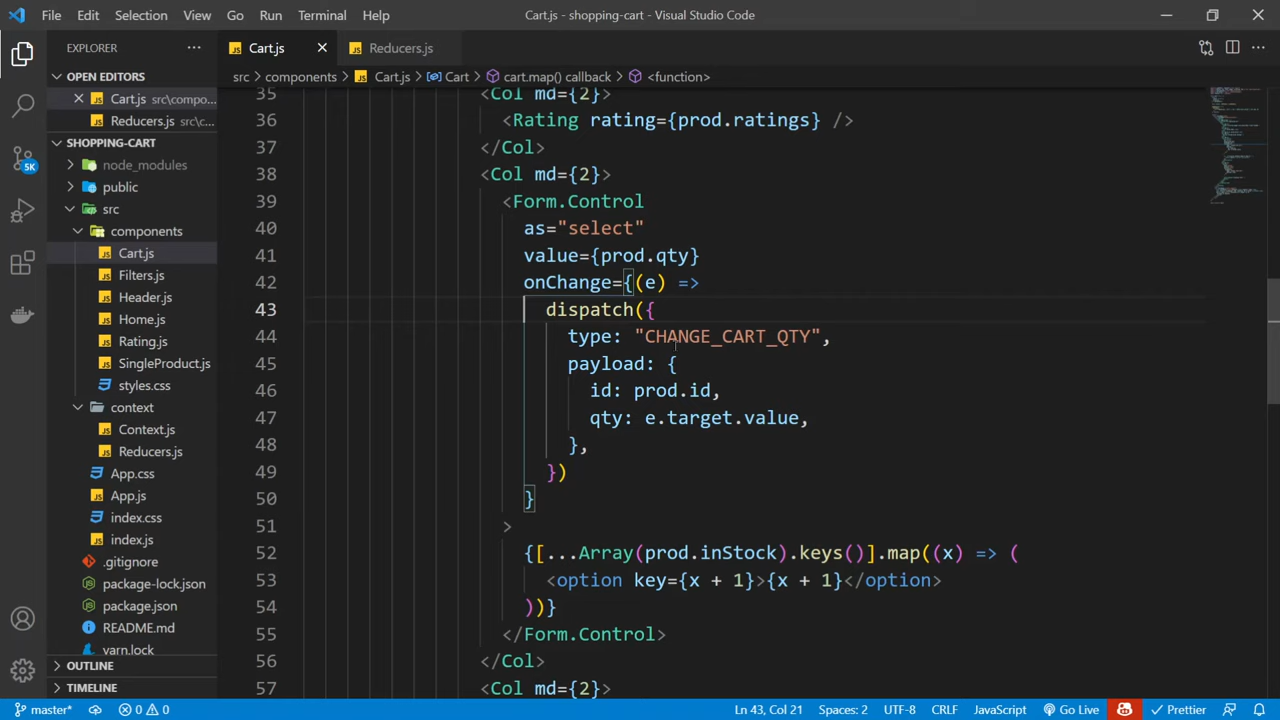 File Edit Selection View Go Run Terminal Help Cart.js - shopping-cart - Visual Studio Code
EXPLORER
OPEN EDITORS
Cart.js src\compo...
Reducers.js src\c...
SHOPPING-CART
node_modules
public
src
components
Cart.js
Filters.js
Header.js
Home.js
Rating.js
SingleProduct.js
styles.css
context
Context.js
Reducers.js
App.css
App.js
index.css
index.js
.gitignore
package-lock.json
package.json
README.md
yarn.lock
OUTLINE
TIMELINE
5K
JS Cart.js JS Reducers.js
src > components > JS Cart.js > Cart > cart.map() callback > <function>
35 <Col md={2}>
36 <Rating rating={prod.ratings} />
37 </Col>
38 <Col md={2}>
39 <Form.Control
40 as="select"
41 value={prod.qty}
42 onChange={(e) =>
43 dispatch({
44 type: "CHANGE_CART_QTY",
45 payload: {
46 id: prod.id,
47 qty: e.target.value,
48 },
49 })
50 }
51 >
52 {[...Array(prod.inStock).keys()].map((x) => (
53 <option key={x + 1}>{x + 1}</option>
54 ))}
55 </Form.Control>
56 </Col>
57 <Col md={2}>
master* 0 0 Ln 43, Col 21 Spaces: 2 UTF-8 CRLF JavaScript Go Live Prettier